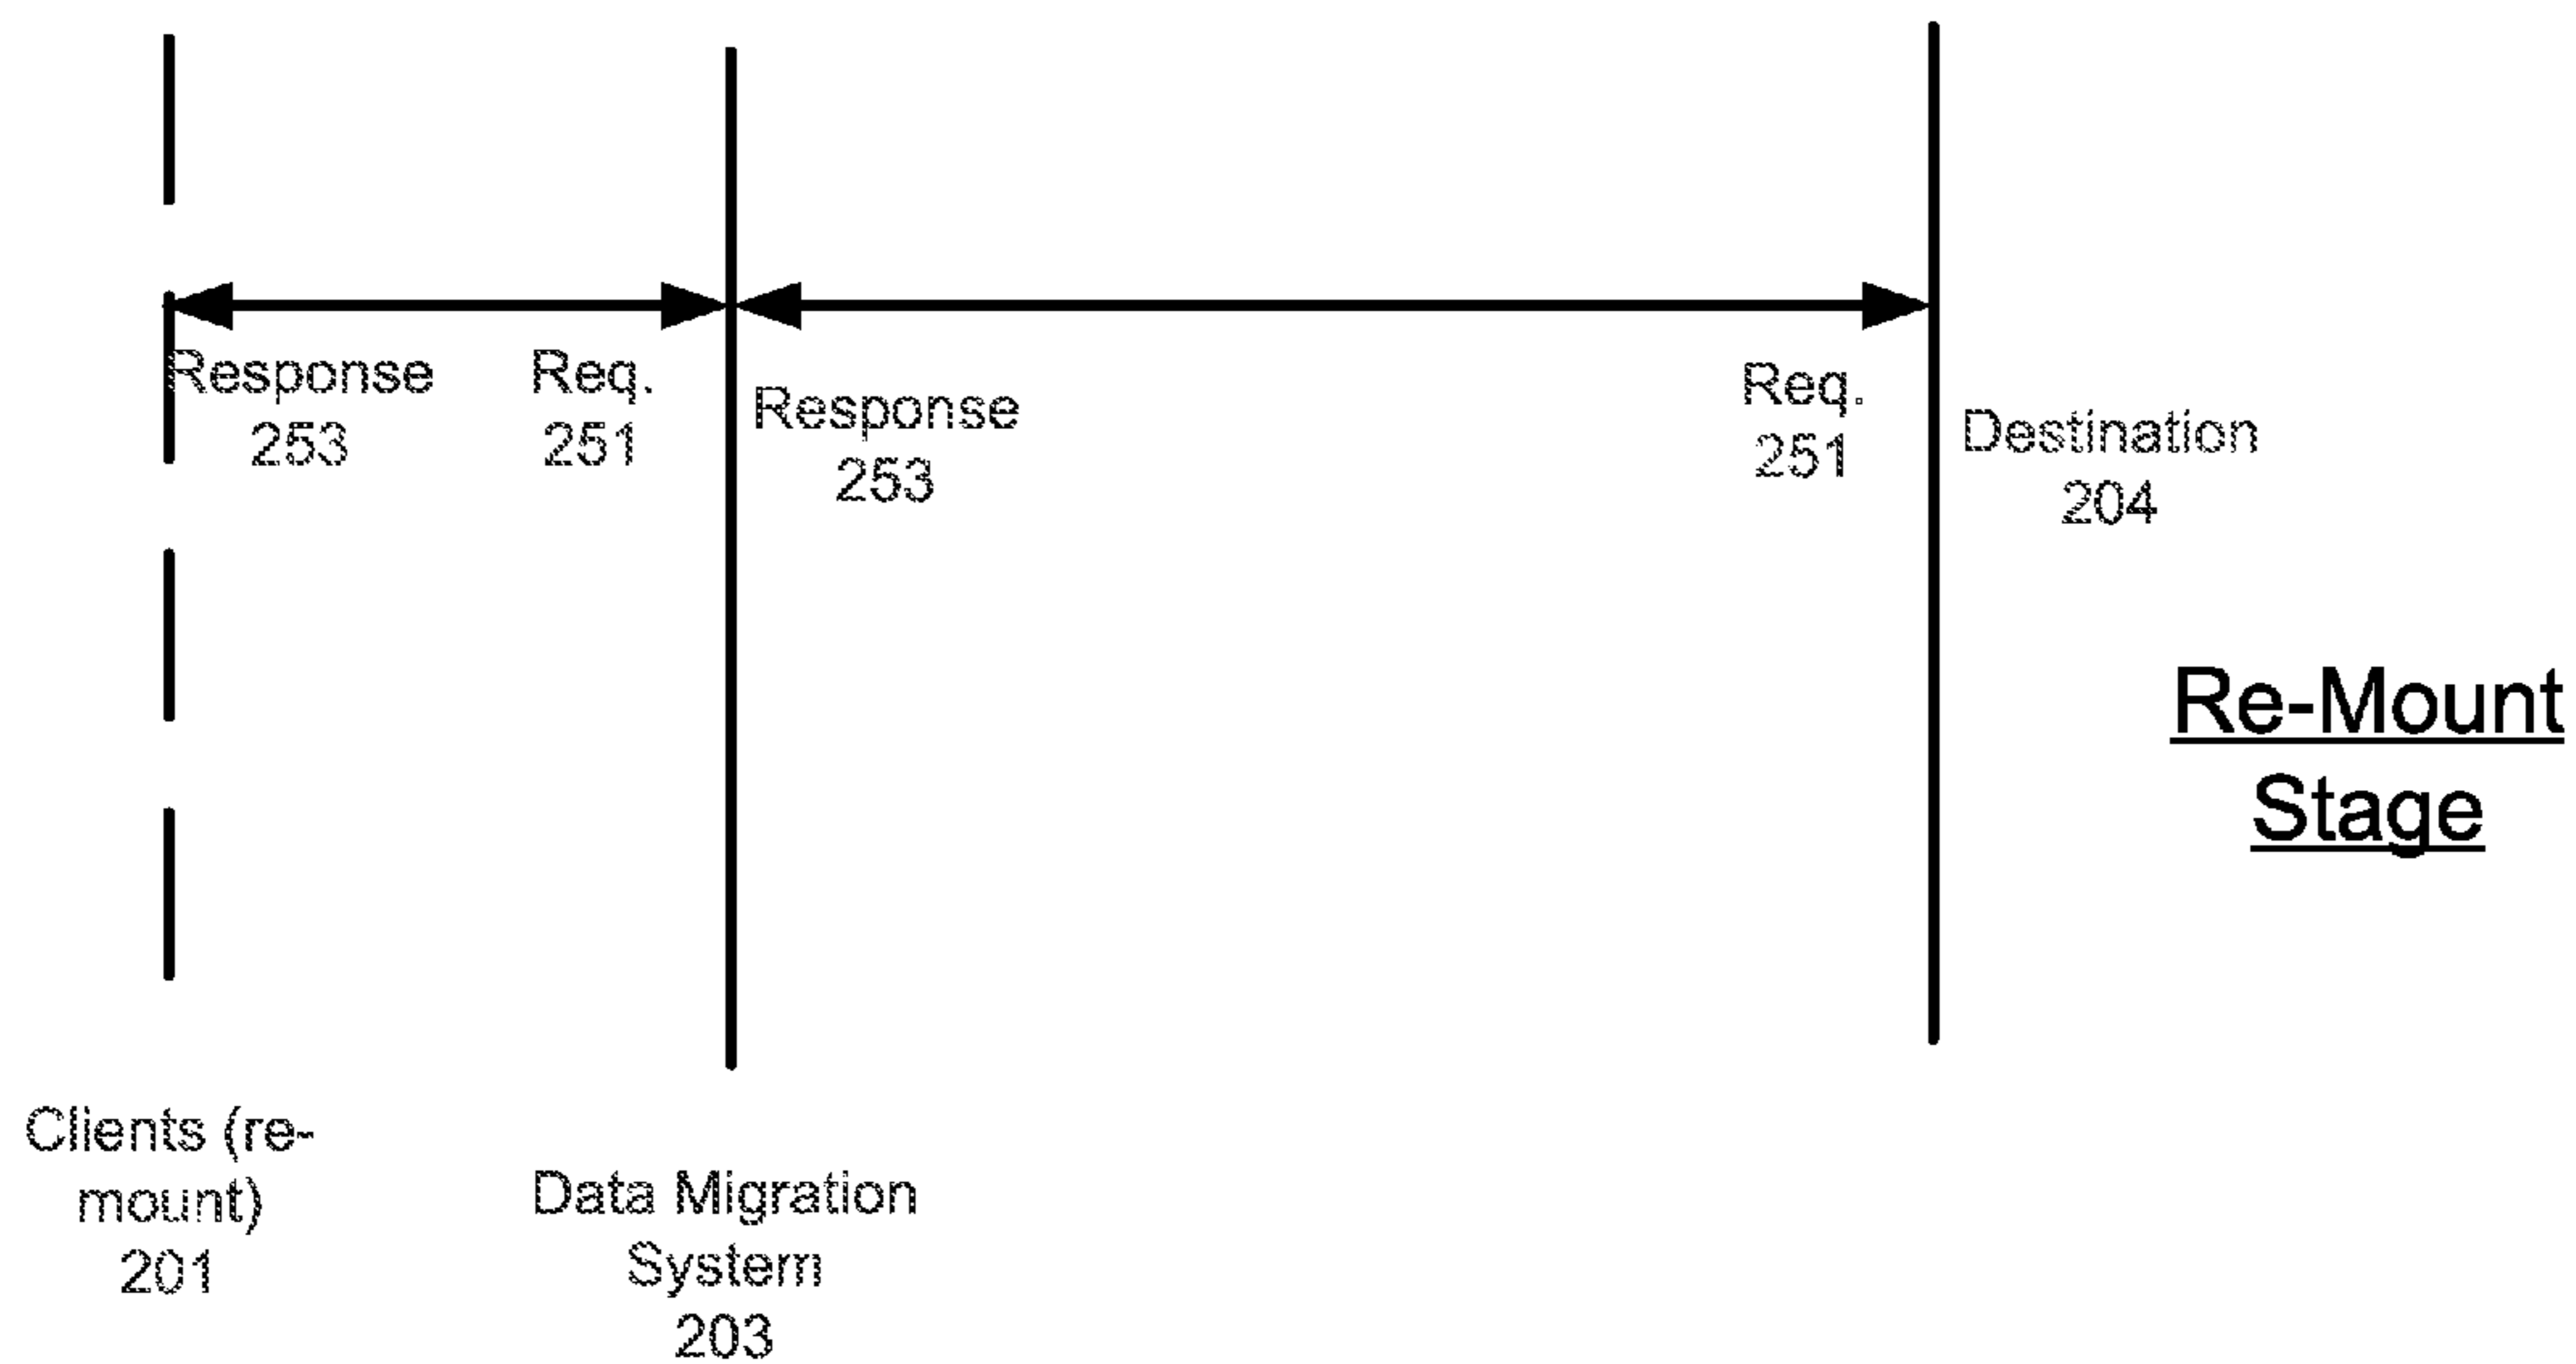 Response
253
Req.
251
Response
253
Req.
251
Destination
204
Re-Mount
Stage
Clients (re-
mount)
201
Data Migration
System
203